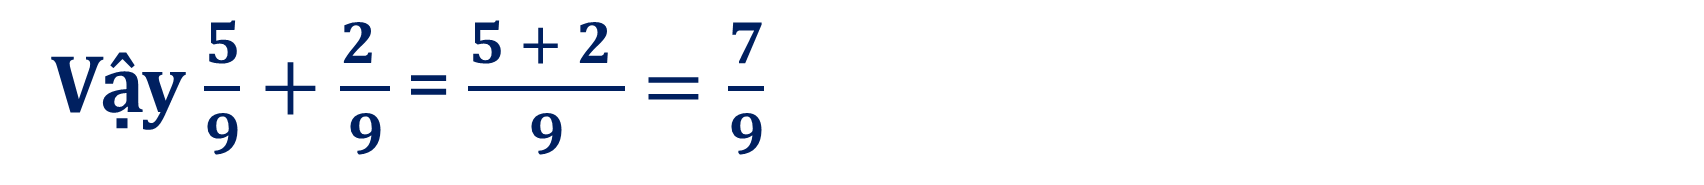 Vậy 5/9 + 2/9 = (5 + 2)/9 = 7/9